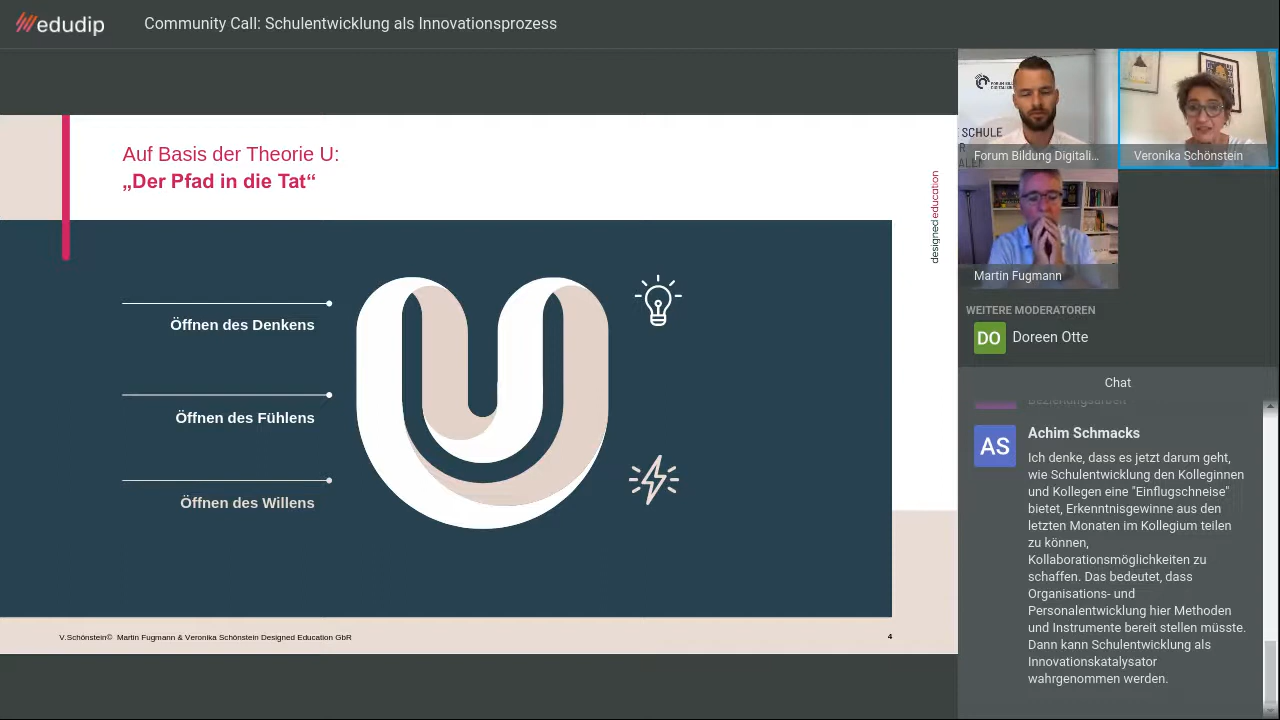 edudip
Community Call: Schulentwicklung als Innovationsprozess
Auf Basis der Theorie U:
„Der Pfad in die Tat“
designededucation
Öffnen des Denkens
Öffnen des Fühlens
Öffnen des Willens
V.Schönstein© Martin Fugmann & Veronika Schönstein Designed Education GbR
4
SCHULE
Forum Bildung Digitali...
Veronika Schönstein
Martin Fugmann
WEITERE MODERATOREN
DO
Doreen Otte
Chat
Beziehungsarbeit
AS
Achim Schmacks
Ich denke, dass es jetzt darum geht,
wie Schulentwicklung den Kolleginnen
und Kollegen eine "Einflugschneise"
bietet, Erkenntnisgewinne aus den
letzten Monaten im Kollegium teilen
zu können,
Kollaborationsmöglichkeiten zu
schaffen. Das bedeutet, dass
Organisations- und
Personalentwicklung hier Methoden
und Instrumente bereit stellen müsste.
Dann kann Schulentwicklung als
Innovationskatalysator
wahrgenommen werden.